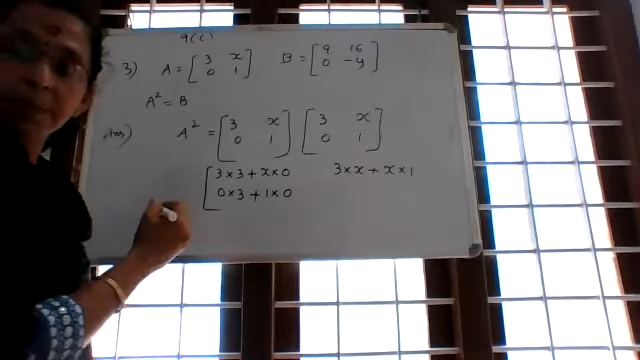 9(C)
3) A = [3 x B = [9 16
0 1] 0 -y]
A² = B
Ans) A² = [3 x [3 x
0 1] 0 1]
[3×3+x×0 3×x+x×1
0×3+1×0